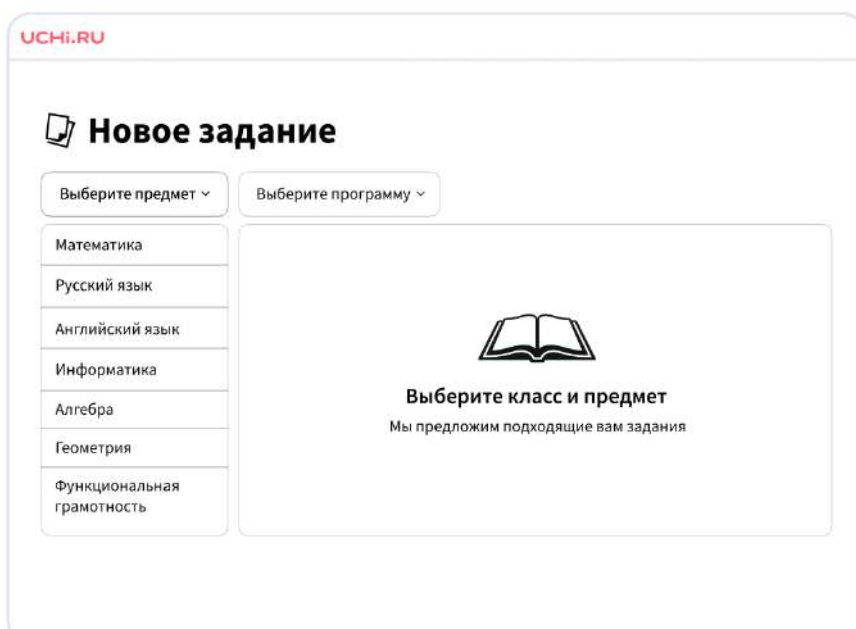 UCHi.RU
Новое задание
Выберите предмет
Выберите программу
Математика
Русский язык
Английский язык
Информатика
Алгебра
Геометрия
Функциональная
грамотность
Выберите класс и предмет
Мы предложим подходящие вам задания